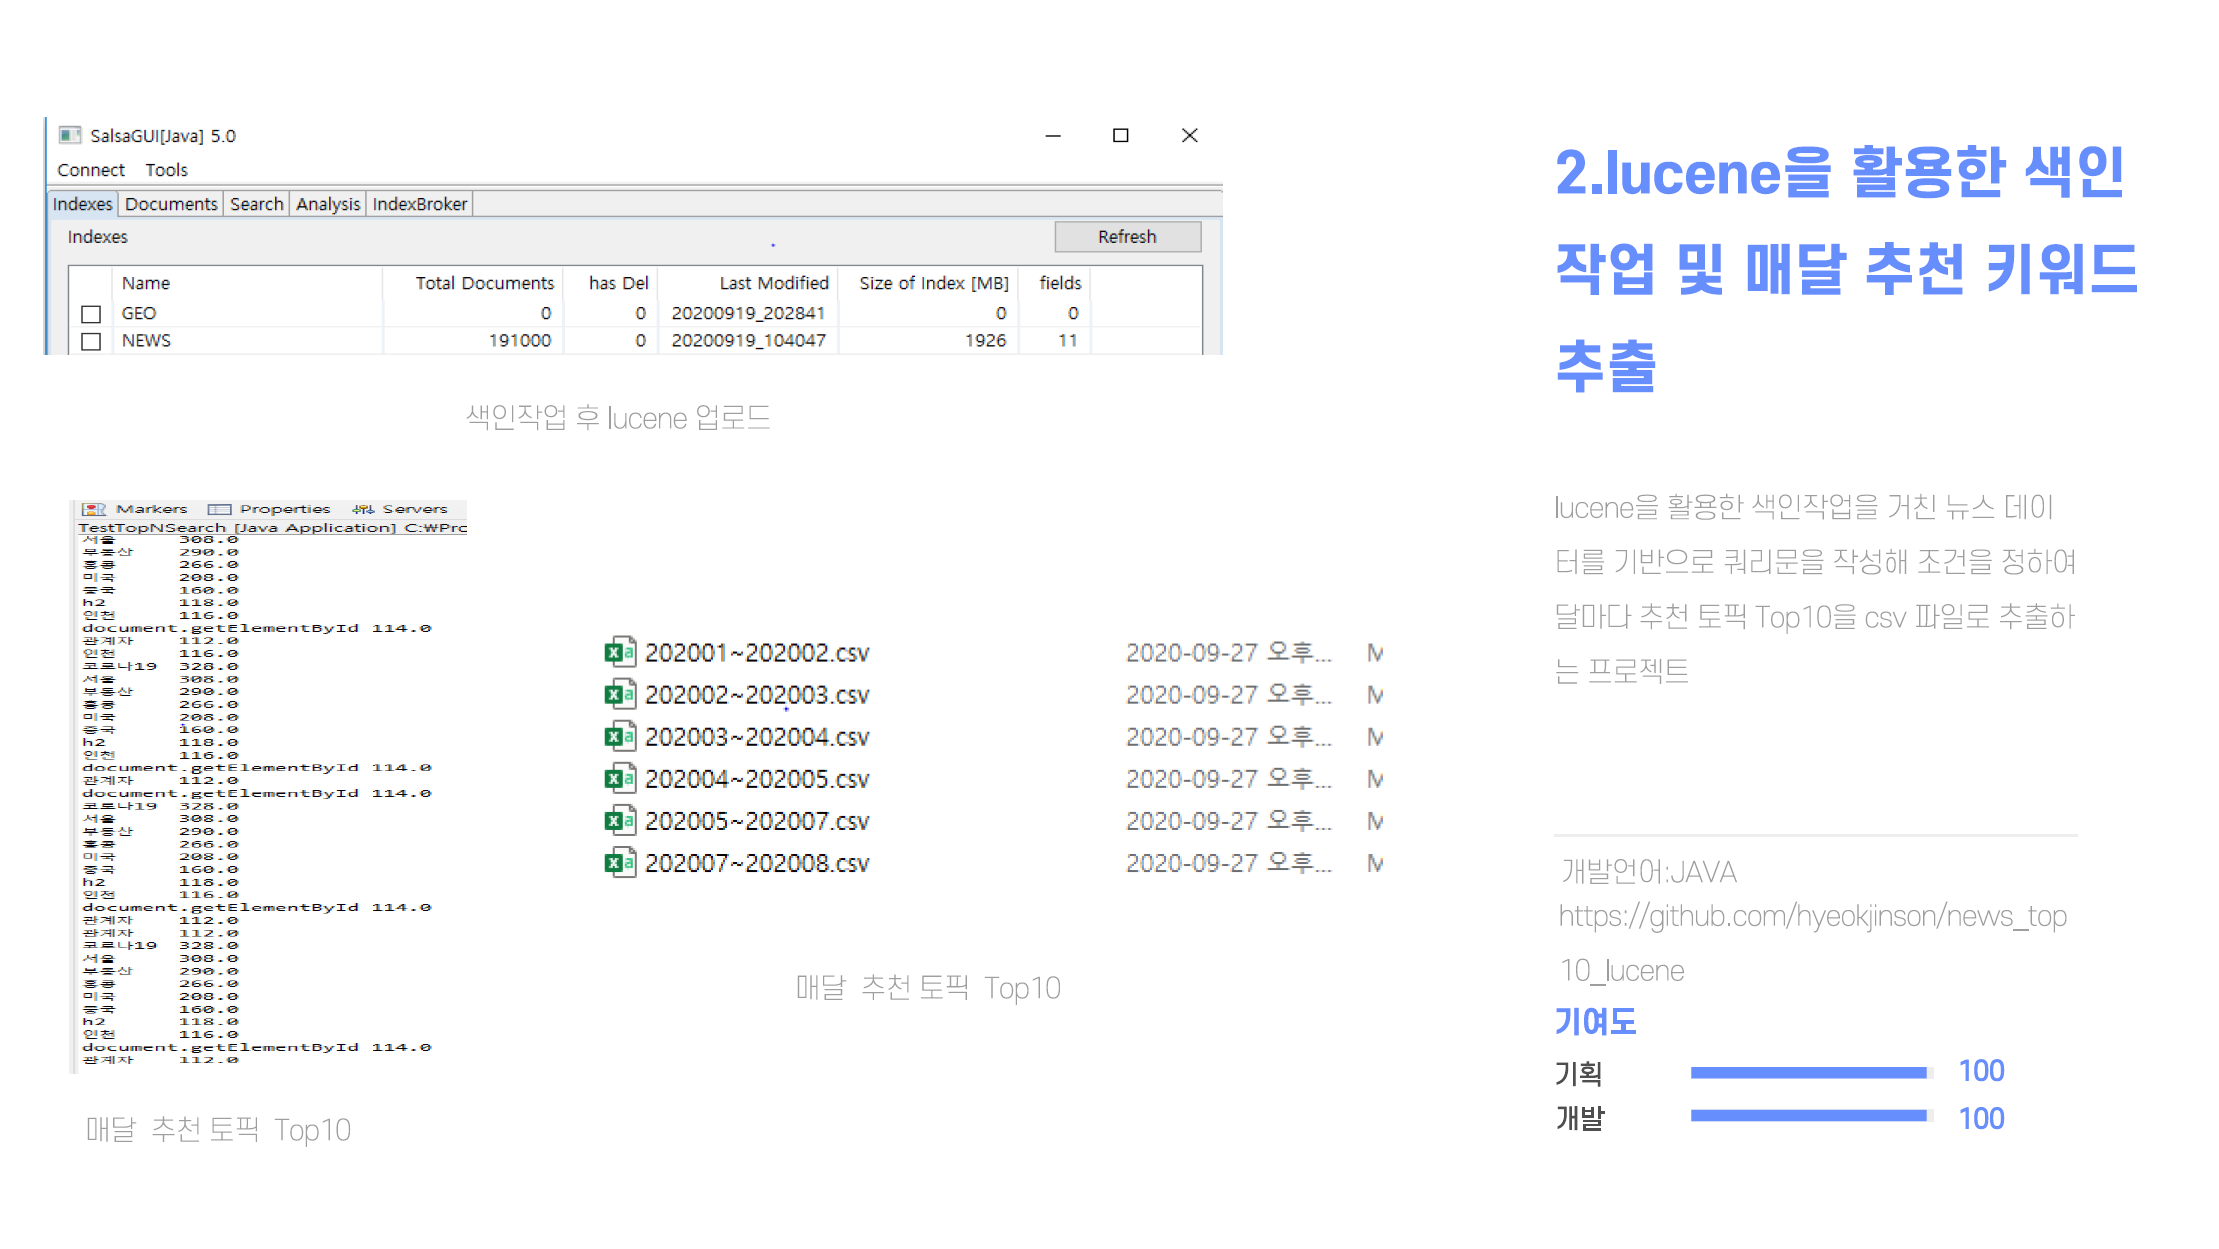 SalsaGUI[Java] 5.0
Connect Tools
Indexes Documents Search Analysis IndexBroker
Indexes Refresh
Name Total Documents has Del Last Modified Size of Index [MB] fields
GEO 0 0 20200919_202841 0 0
NEWS 191000 0 20200919_104047 1926 11
색인작업 후 lucene 업로드
Markers Properties Servers
TestTopNSearch [Java Application] C:₩Pro
서울 308.0
부동산 290.0
홍콩 266.0
미국 208.0
중국 160.0
h2 118.0
인천 116.0
document.getElementById 114.0
관계자 112.0
인천 116.0
코로나19 328.0
서울 308.0
부동산 290.0
홍콩 266.0
미국 208.0
중국 160.0
h2 118.0
인천 116.0
document.getElementById 114.0
관계자 112.0
document.getElementById 114.0
코로나19 328.0
서울 308.0
부동산 290.0
홍콩 266.0
미국 208.0
중국 160.0
h2 118.0
인천 116.0
document.getElementById 114.0
관계자 112.0
관계자 112.0
코로나19 328.0
서울 308.0
부동산 290.0
홍콩 266.0
미국 208.0
중국 160.0
h2 118.0
인천 116.0
document.getElementById 114.0
관계자 112.0
매달 추천 토픽 Top10
202001~202002.csv 2020-09-27 오후... M
202002~202003.csv 2020-09-27 오후... M
202003~202004.csv 2020-09-27 오후... M
202004~202005.csv 2020-09-27 오후... M
202005~202007.csv 2020-09-27 오후... M
202007~202008.csv 2020-09-27 오후... M
매달 추천 토픽 Top10
2.lucene을 활용한 색인
작업 및 매달 추천 키워드
추출
lucene을 활용한 색인작업을 거친 뉴스 데이
터를 기반으로 쿼리문을 작성해 조건을 정하여
달마다 추천 토픽 Top10을 csv 파일로 추출하
는 프로젝트
개발언어:JAVA
https://github.com/hyeokjinson/news_top
10_lucene
기여도
기획 100
개발 100